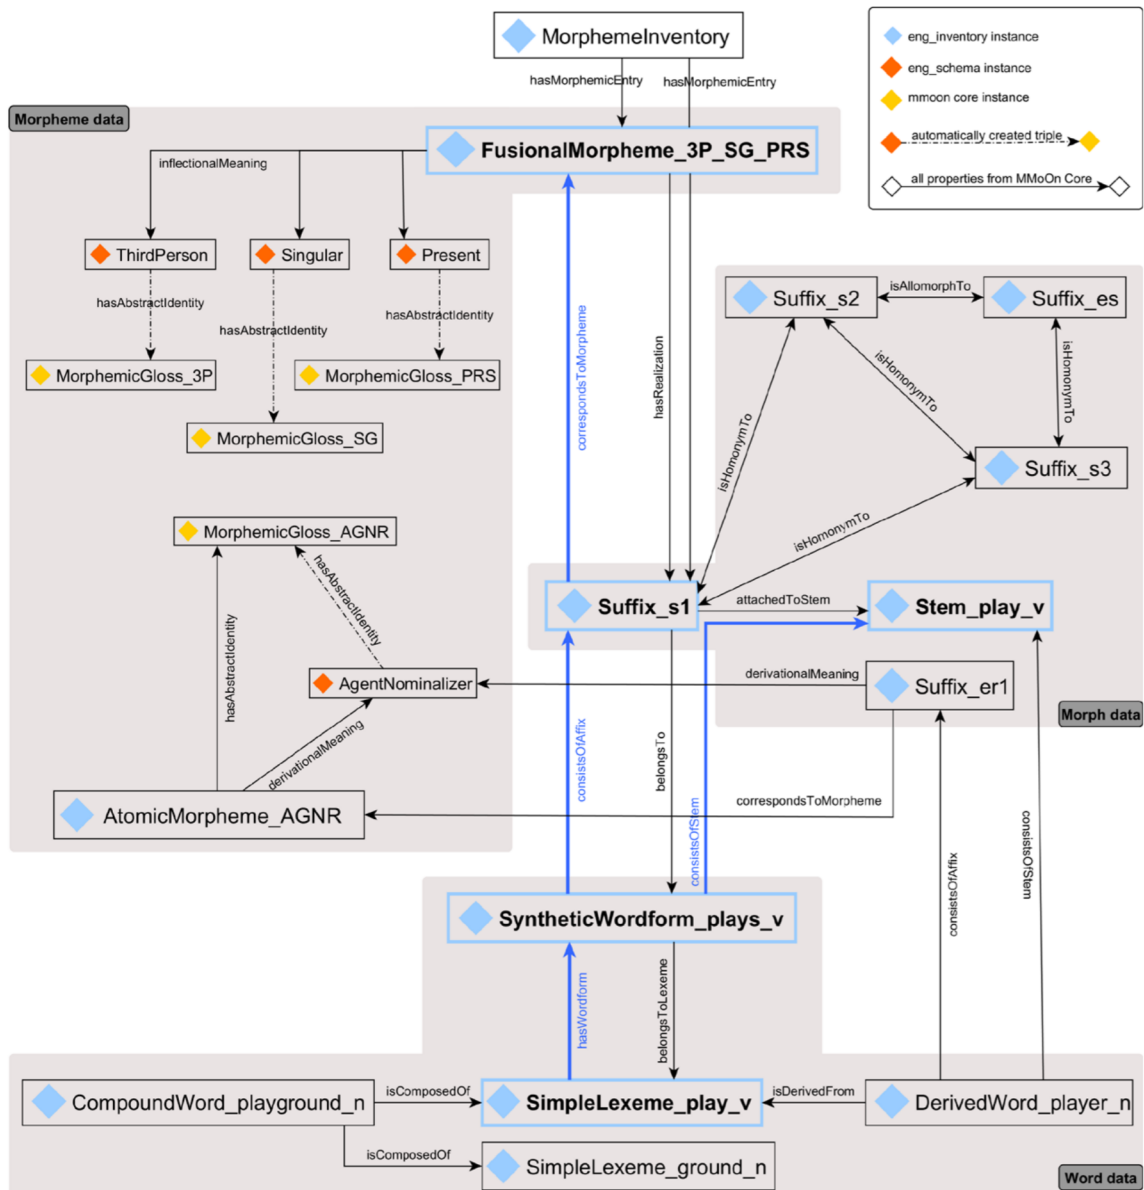 MorphemeInventory
eng_inventory instance
eng_schema instance
mmoon core instance
automatically created triple
all properties from MMoOn Core
hasMorphemicEntry
hasMorphemicEntry
Morpheme data
FusionalMorpheme_3P_SG_PRS
inflectionalMeaning
ThirdPerson
Singular
Present
hasAbstractIdentity
hasAbstractIdentity
hasAbstractIdentity
MorphemicGloss_3P
MorphemicGloss_PRS
MorphemicGloss_SG
correspondsToMorpheme
hasRealization
Suffix_s2
isAllomorphTo
Suffix_es
isHomonymTo
isHomonymTo
isHomonymTo
Suffix_s3
isHomonymTo
MorphemicGloss_AGNR
hasAbstractIdentity
hasAbstractIdentity
Suffix_s1
attachedToStem
Stem_play_v
AgentNominalizer
derivationalMeaning
Suffix_er1
Morph data
derivationalMeaning
consistsOfAffix
belongsTo
consistsOfStem
correspondsToMorpheme
AtomicMorpheme_AGNR
consistsOfAffix
consistsOfStem
SyntheticWordform_plays_v
hasWordform
belongsToLexeme
CompoundWord_playground_n
isComposedOf
SimpleLexeme_play_v
isDerivedFrom
DerivedWord_player_n
isComposedOf
SimpleLexeme_ground_n
Word data